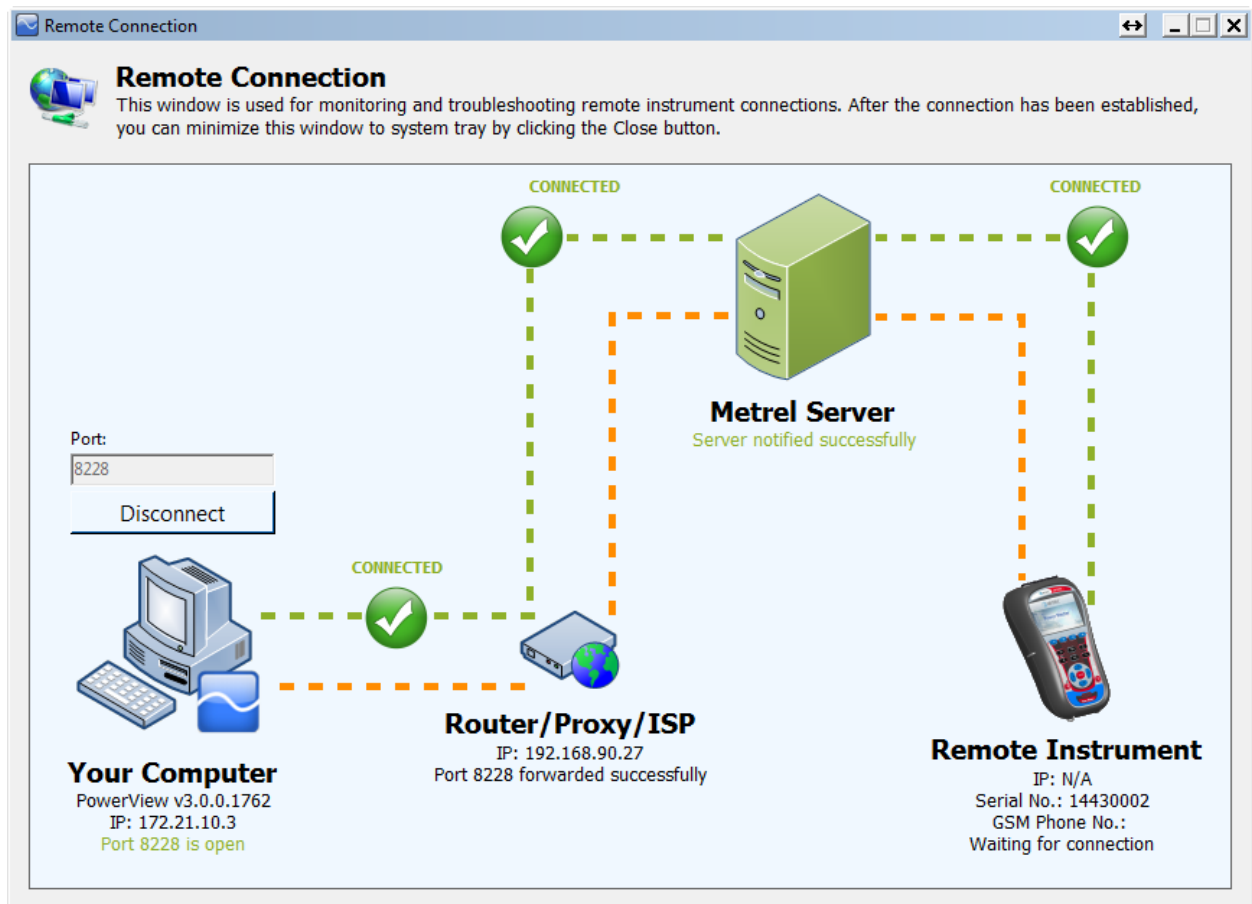 Remote Connection
Remote Connection
This window is used for monitoring and troubleshooting remote instrument connections. After the connection has been established,
you can minimize this window to system tray by clicking the Close button.
CONNECTED
CONNECTED
Metrel Server
Server notified successfully
Port:
8228
Disconnect
CONNECTED
Your Computer
PowerView v3.0.0.1762
IP: 172.21.10.3
Port 8228 is open
Router/Proxy/ISP
IP: 192.168.90.27
Port 8228 forwarded successfully
Remote Instrument
IP: N/A
Serial No.: 14430002
GSM Phone No.:
Waiting for connection